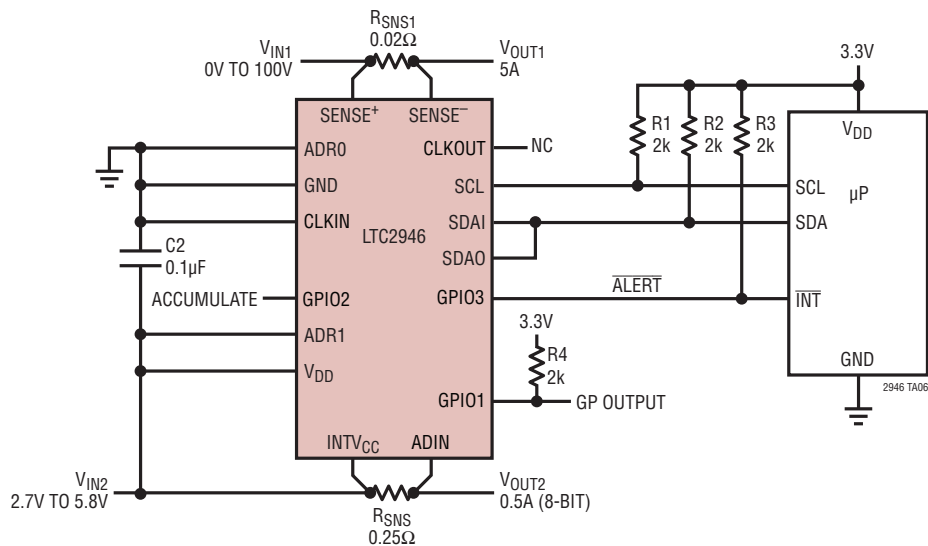 RSNS1
0.02Ω
VIN1
0V TO 100V
VOUT1
5A
3.3V
SENSE+
SENSE–
VDD
R1
2k
R2
2k
R3
2k
ADR0
CLKOUT
NC
GND
SCL
SCL
µP
CLKIN
LTC2946
SDAI
SDA
C2
0.1µF
SDAO
ACCUMULATE
GPIO2
GPIO3
ALERT
INT
ADR1
3.3V
R4
2k
VDD
GND
2946 TA06
GPIO1
GP OUTPUT
INTVCC
ADIN
VIN2
2.7V TO 5.8V
VOUT2
0.5A (8-BIT)
RSNS
0.25Ω